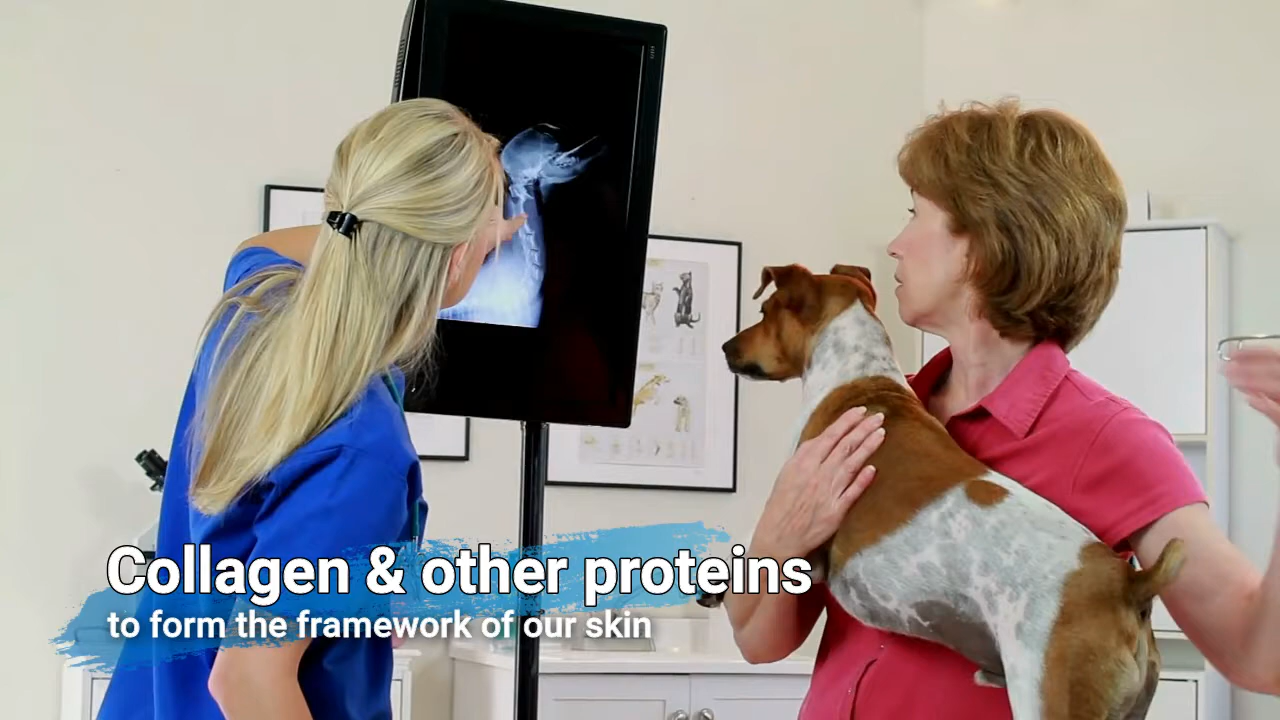 Collagen & other proteins
to form the framework of our skin